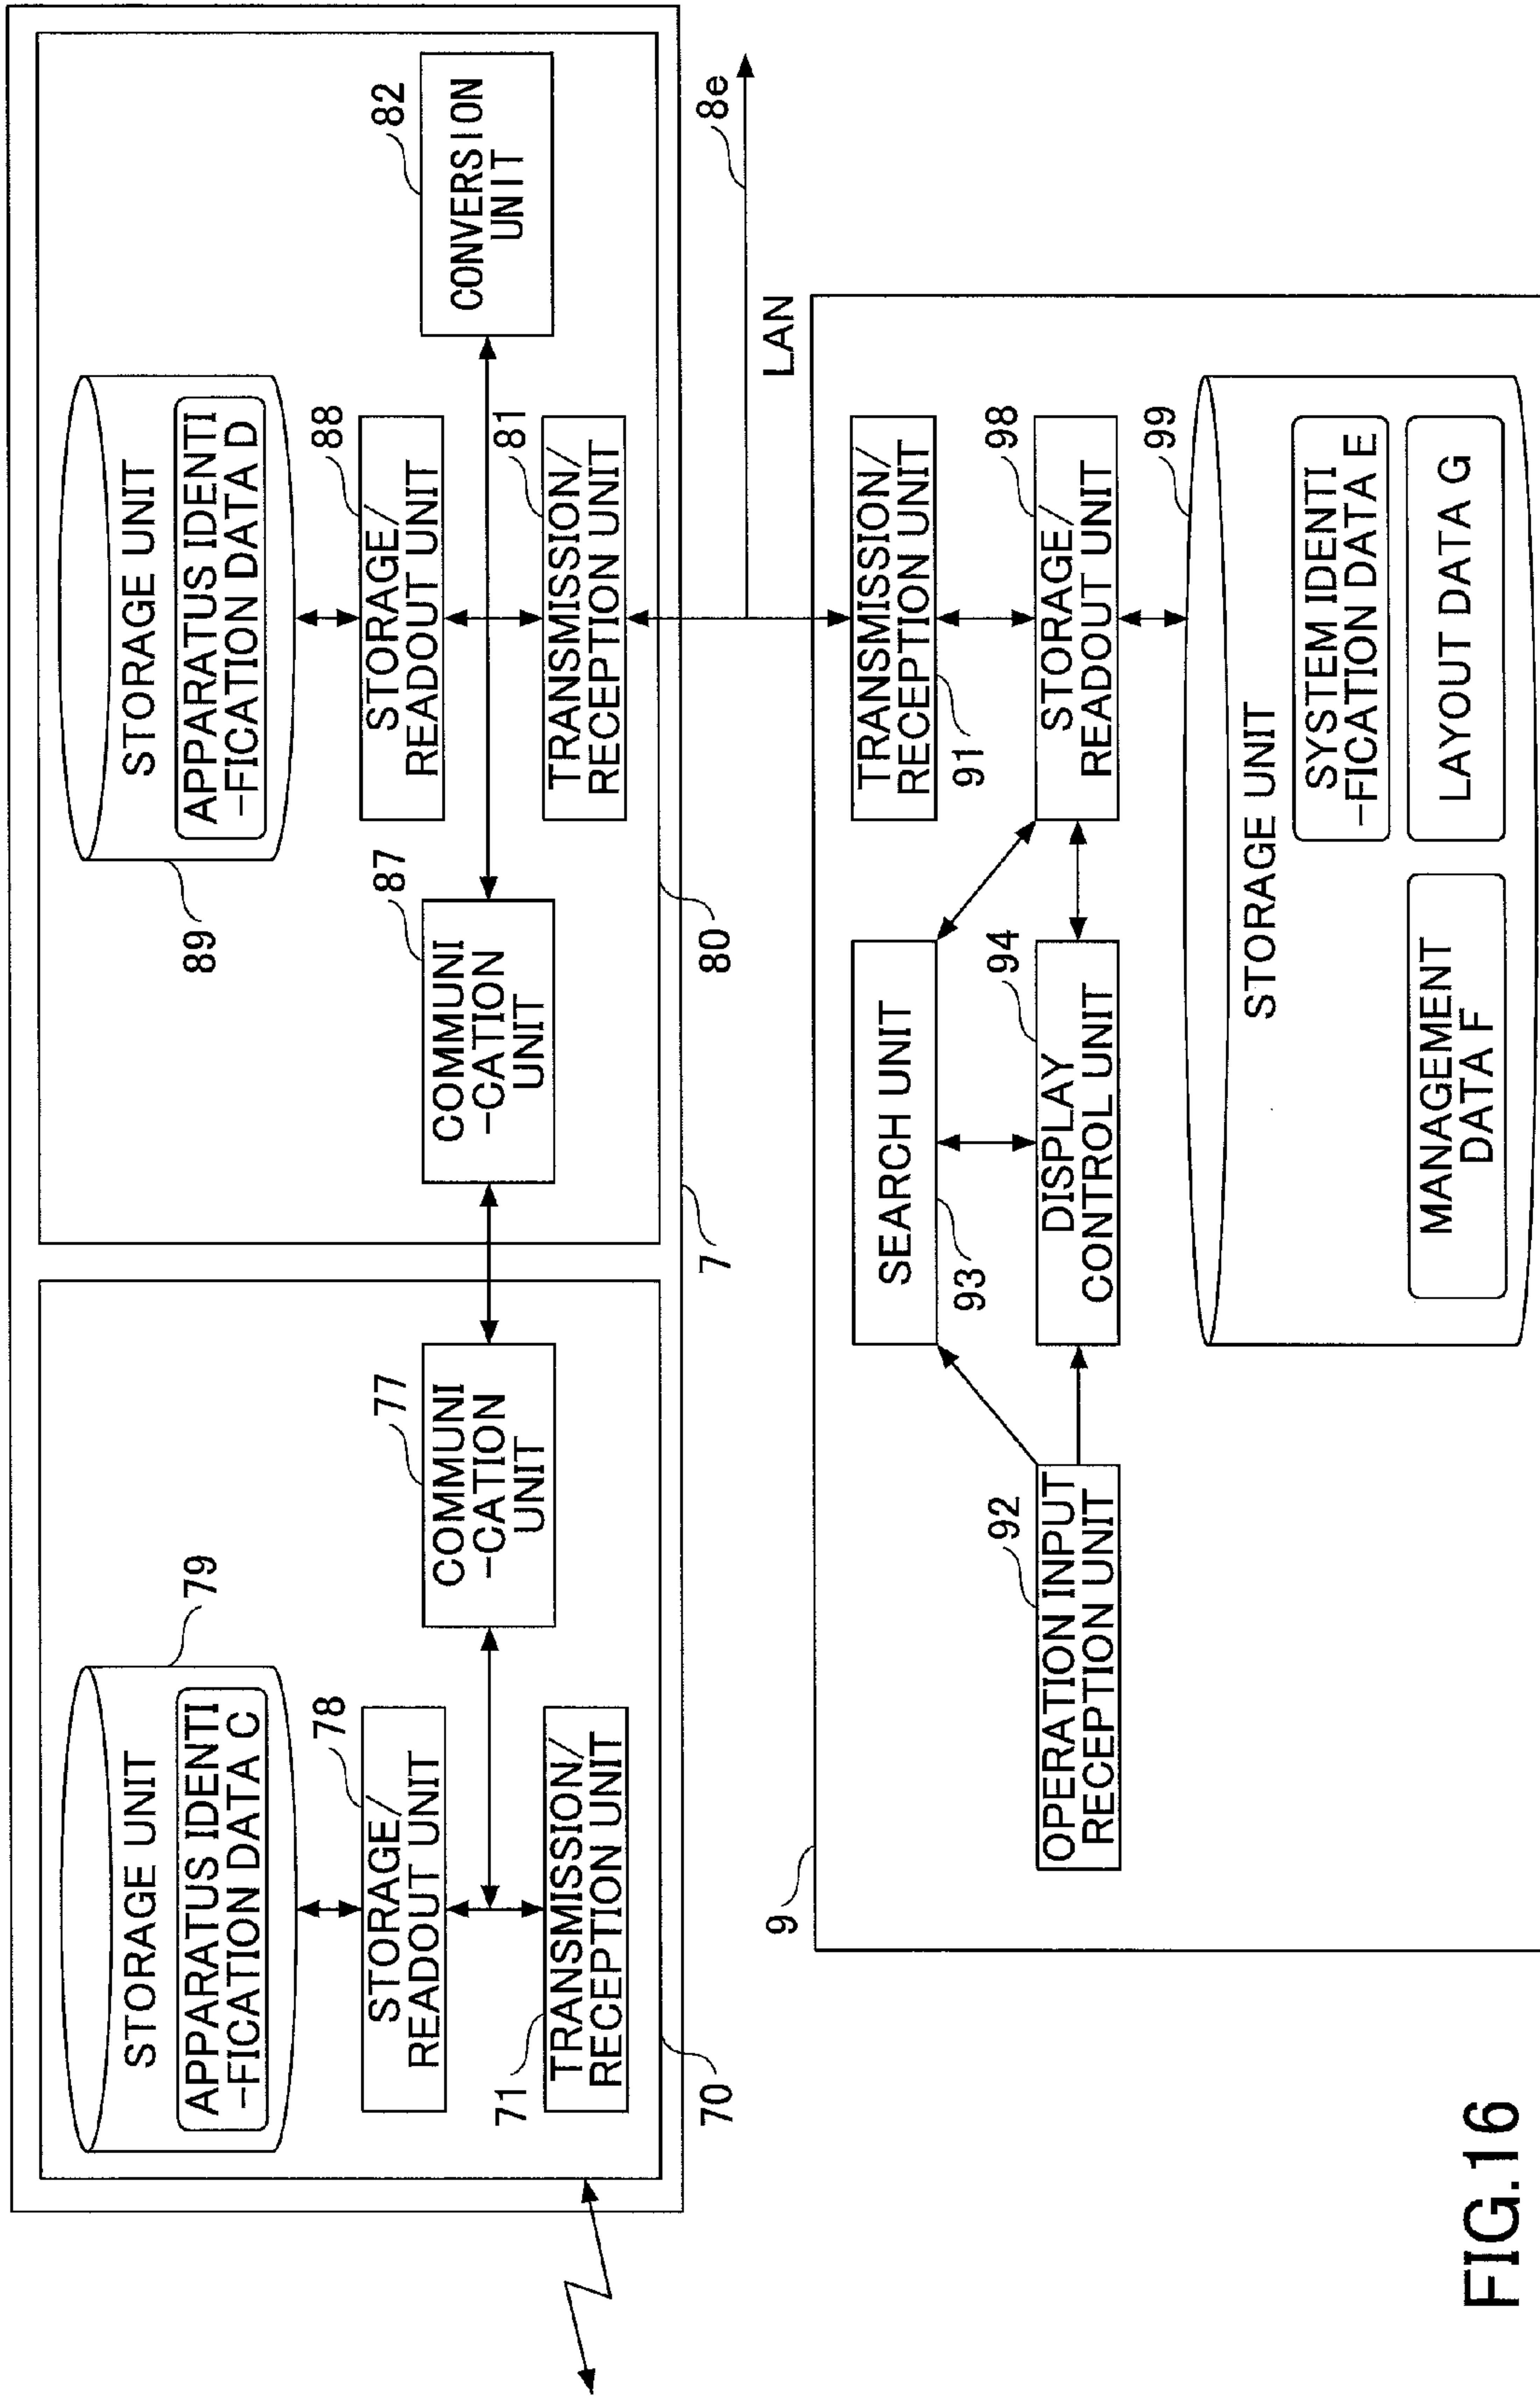 STORAGE UNIT
APPARATUS IDENTI
-FICATION DATA C
79
STORAGE/
READOUT UNIT
78
TRANSMISSION/
RECEPTION UNIT
71
COMMUNI
-CATION
UNIT
77
70
7
STORAGE UNIT
APPARATUS IDENTI
-FICATION DATA D
89
STORAGE/
READOUT UNIT
88
COMMUNI
-CATION
UNIT
87
TRANSMISSION/
RECEPTION UNIT
81
CONVERSION
UNIT
82
80
8e
LAN
9
TRANSMISSION/
RECEPTION UNIT
91
SEARCH UNIT
93
OPERATION INPUT
RECEPTION UNIT
92
DISPLAY
CONTROL UNIT
94
STORAGE/
READOUT UNIT
98
STORAGE UNIT
99
SYSTEM IDENTI
-FICATION DATA E
MANAGEMENT
DATA F
LAYOUT DATA G
FIG.16